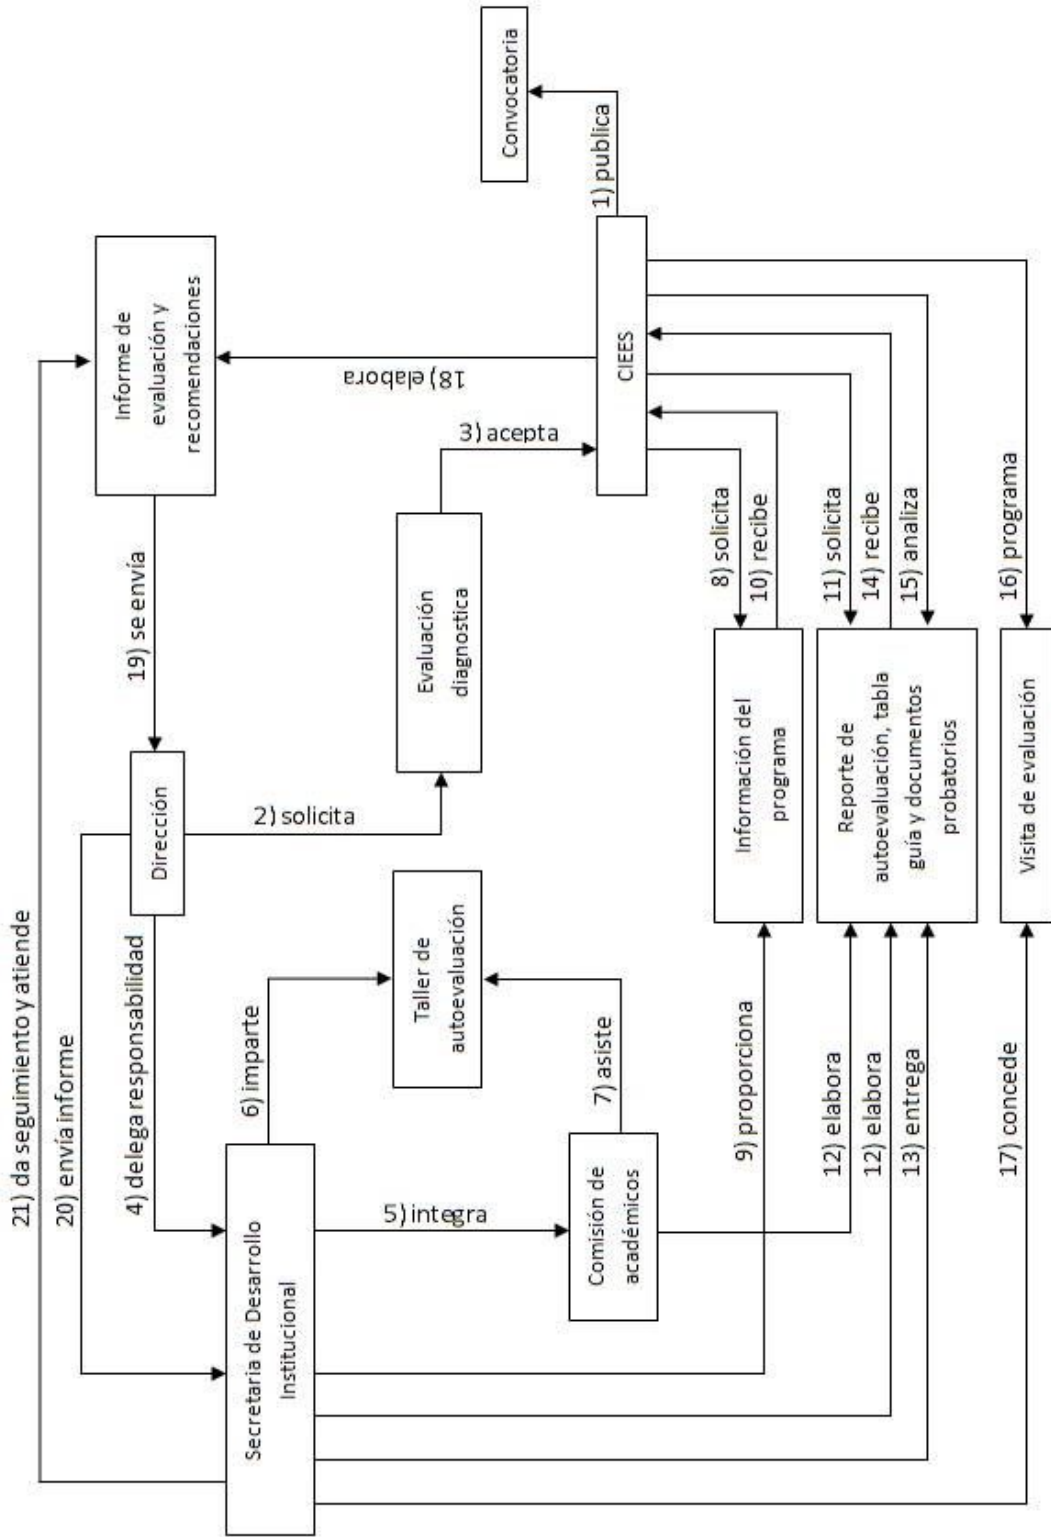 21) da seguimiento y atiende
20) envía informe
4) delega responsabilidad
19) se envía
Informe de
evaluación y
recomendaciones
Dirección
Secretaria de Desarrollo
Institucional
6) imparte
2) solicita
18) elabora
5) integra
Taller de
autoevaluación
Evaluación
diagnostica
3) acepta
Convocatoria
1) publica
CIEES
Comisión de
académicos
7) asiste
8) solicita
10) recibe
9) proporciona
Información del
programa
11) solicita
14) recibe
15) analiza
12) elabora
12) elabora
13) entrega
Reporte de
autoevaluación, tabla
guía y documentos
probatorios
16) programa
17) concede
Visita de evaluación